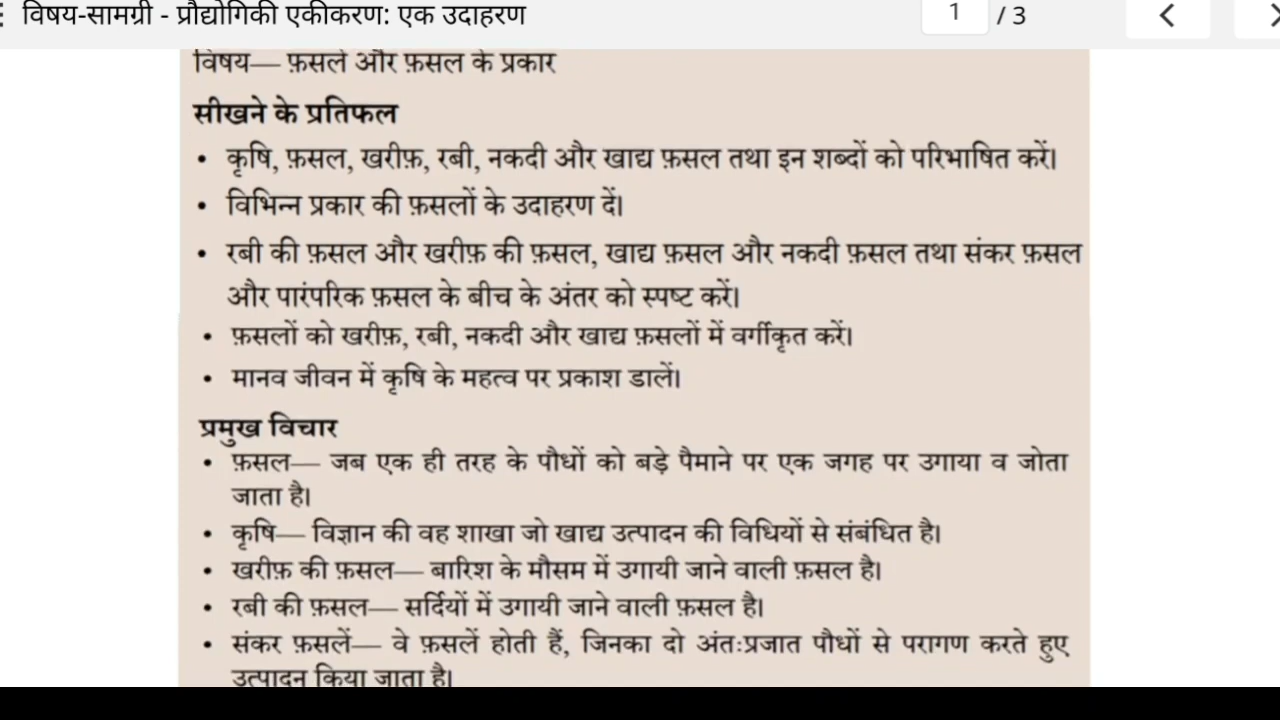 विषय-सामग्री - प्रौद्योगिकी एकीकरण: एक उदाहरण
1 / 3
विषय— फ़सलें और फ़सल के प्रकार
सीखने के प्रतिफल
• कृषि, फ़सल, खरीफ़, रबी, नकदी और खाद्य फ़सल तथा इन शब्दों को परिभाषित करें।
• विभिन्न प्रकार की फ़सलों के उदाहरण दें।
• रबी की फ़सल और खरीफ़ की फ़सल, खाद्य फ़सल और नकदी फ़सल तथा संकर फ़सल
और पारंपरिक फ़सल के बीच के अंतर को स्पष्ट करें।
• फ़सलों को खरीफ़, रबी, नकदी और खाद्य फ़सलों में वर्गीकृत करें।
• मानव जीवन में कृषि के महत्व पर प्रकाश डालें।
प्रमुख विचार
• फ़सल— जब एक ही तरह के पौधों को बड़े पैमाने पर एक जगह पर उगाया व जोता
जाता है।
• कृषि— विज्ञान की वह शाखा जो खाद्य उत्पादन की विधियों से संबंधित है।
• खरीफ़ की फ़सल— बारिश के मौसम में उगायी जाने वाली फ़सल है।
• रबी की फ़सल— सर्दियों में उगायी जाने वाली फ़सल है।
• संकर फ़सलें— वे फ़सलें होती हैं, जिनका दो अंतःप्रजात पौधों से परागण करते हुए
उत्पादन किया जाता है।